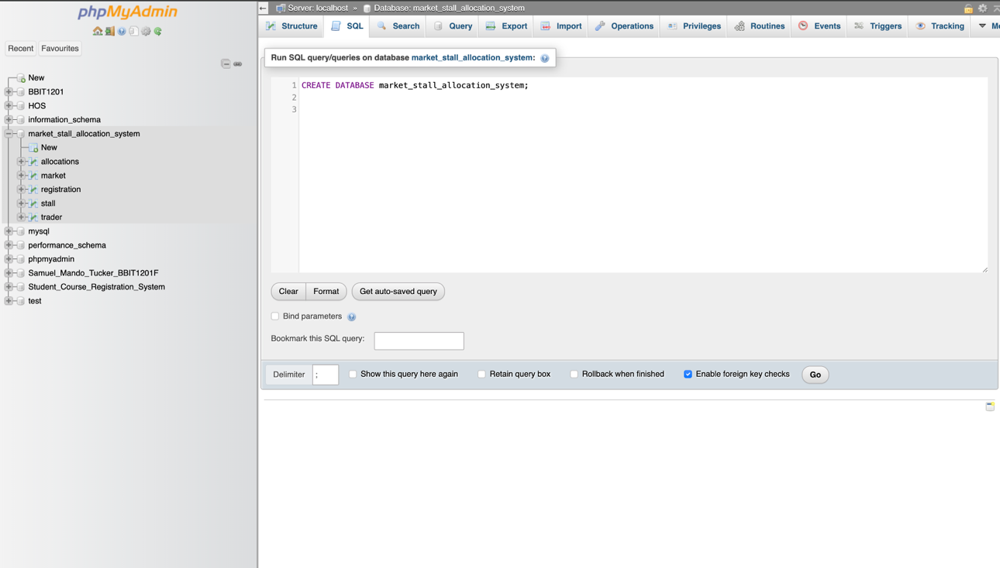 phpMyAdmin
Recent Favourites
New
BBIT1201
HOS
information_schema
market_stall_allocation_system
New
allocations
market
registration
stall
trader
mysql
performance_schema
phpmyadmin
Samuel_Mando_Tucker_BBIT1201F
Student_Course_Registration_System
test
Server: localhost » Database: market_stall_allocation_system
Structure SQL Search Query Export Import Operations Privileges Routines Events Triggers Tracking
Run SQL query/queries on database market_stall_allocation_system:
1 CREATE DATABASE market_stall_allocation_system;
2
3
Clear Format Get auto-saved query
Bind parameters
Bookmark this SQL query:
Delimiter ; Show this query here again Retain query box Rollback when finished Enable foreign key checks Go